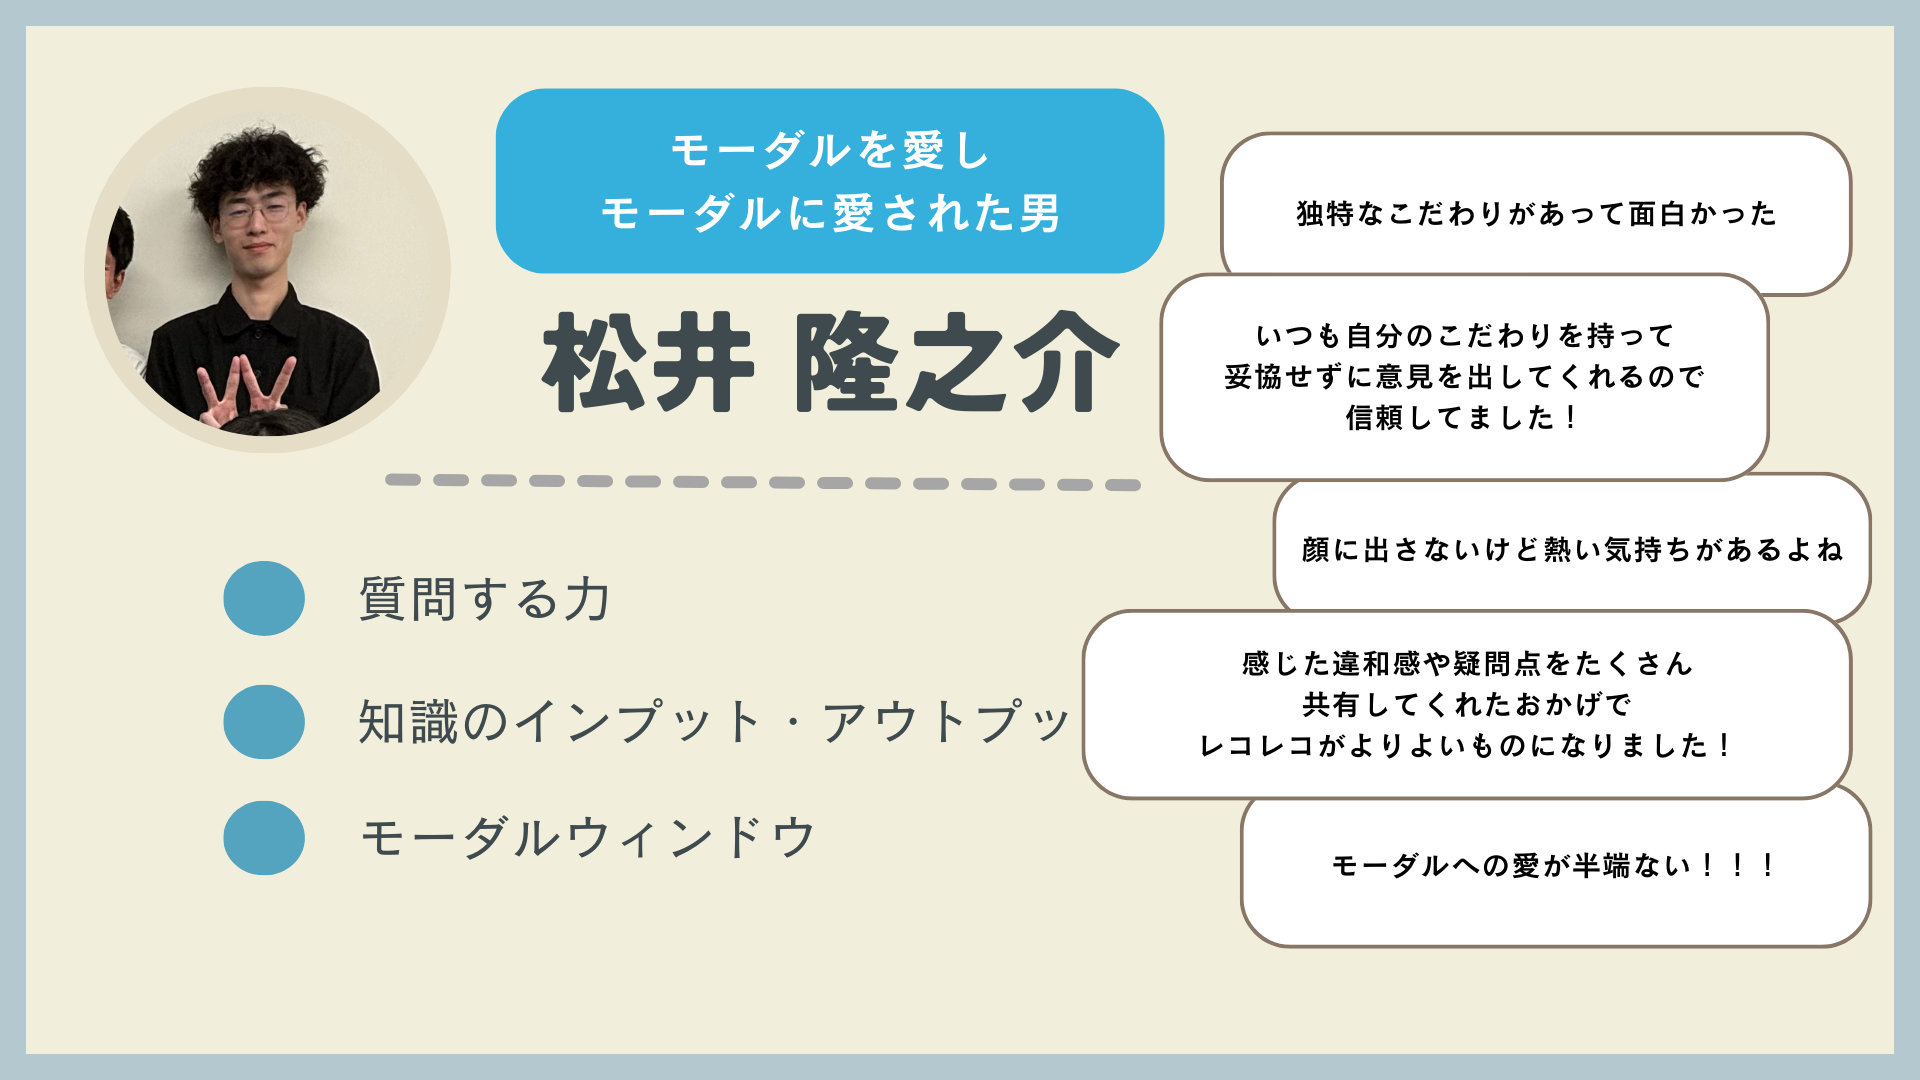 モーダルを愛し
モーダルに愛された男
松井 隆之介
質問する力
知識のインプット・アウトプッ
モーダルウィンドウ
独特なこだわりがあって面白かった
いつも自分のこだわりを持って
妥協せずに意見を出してくれるので
信頼してました！
顔に出さないけど熱い気持ちがあるよね
感じた違和感や疑問点をたくさん
共有してくれたおかげで
レコレコがよりよいものになりました！
モーダルへの愛が半端ない！！！